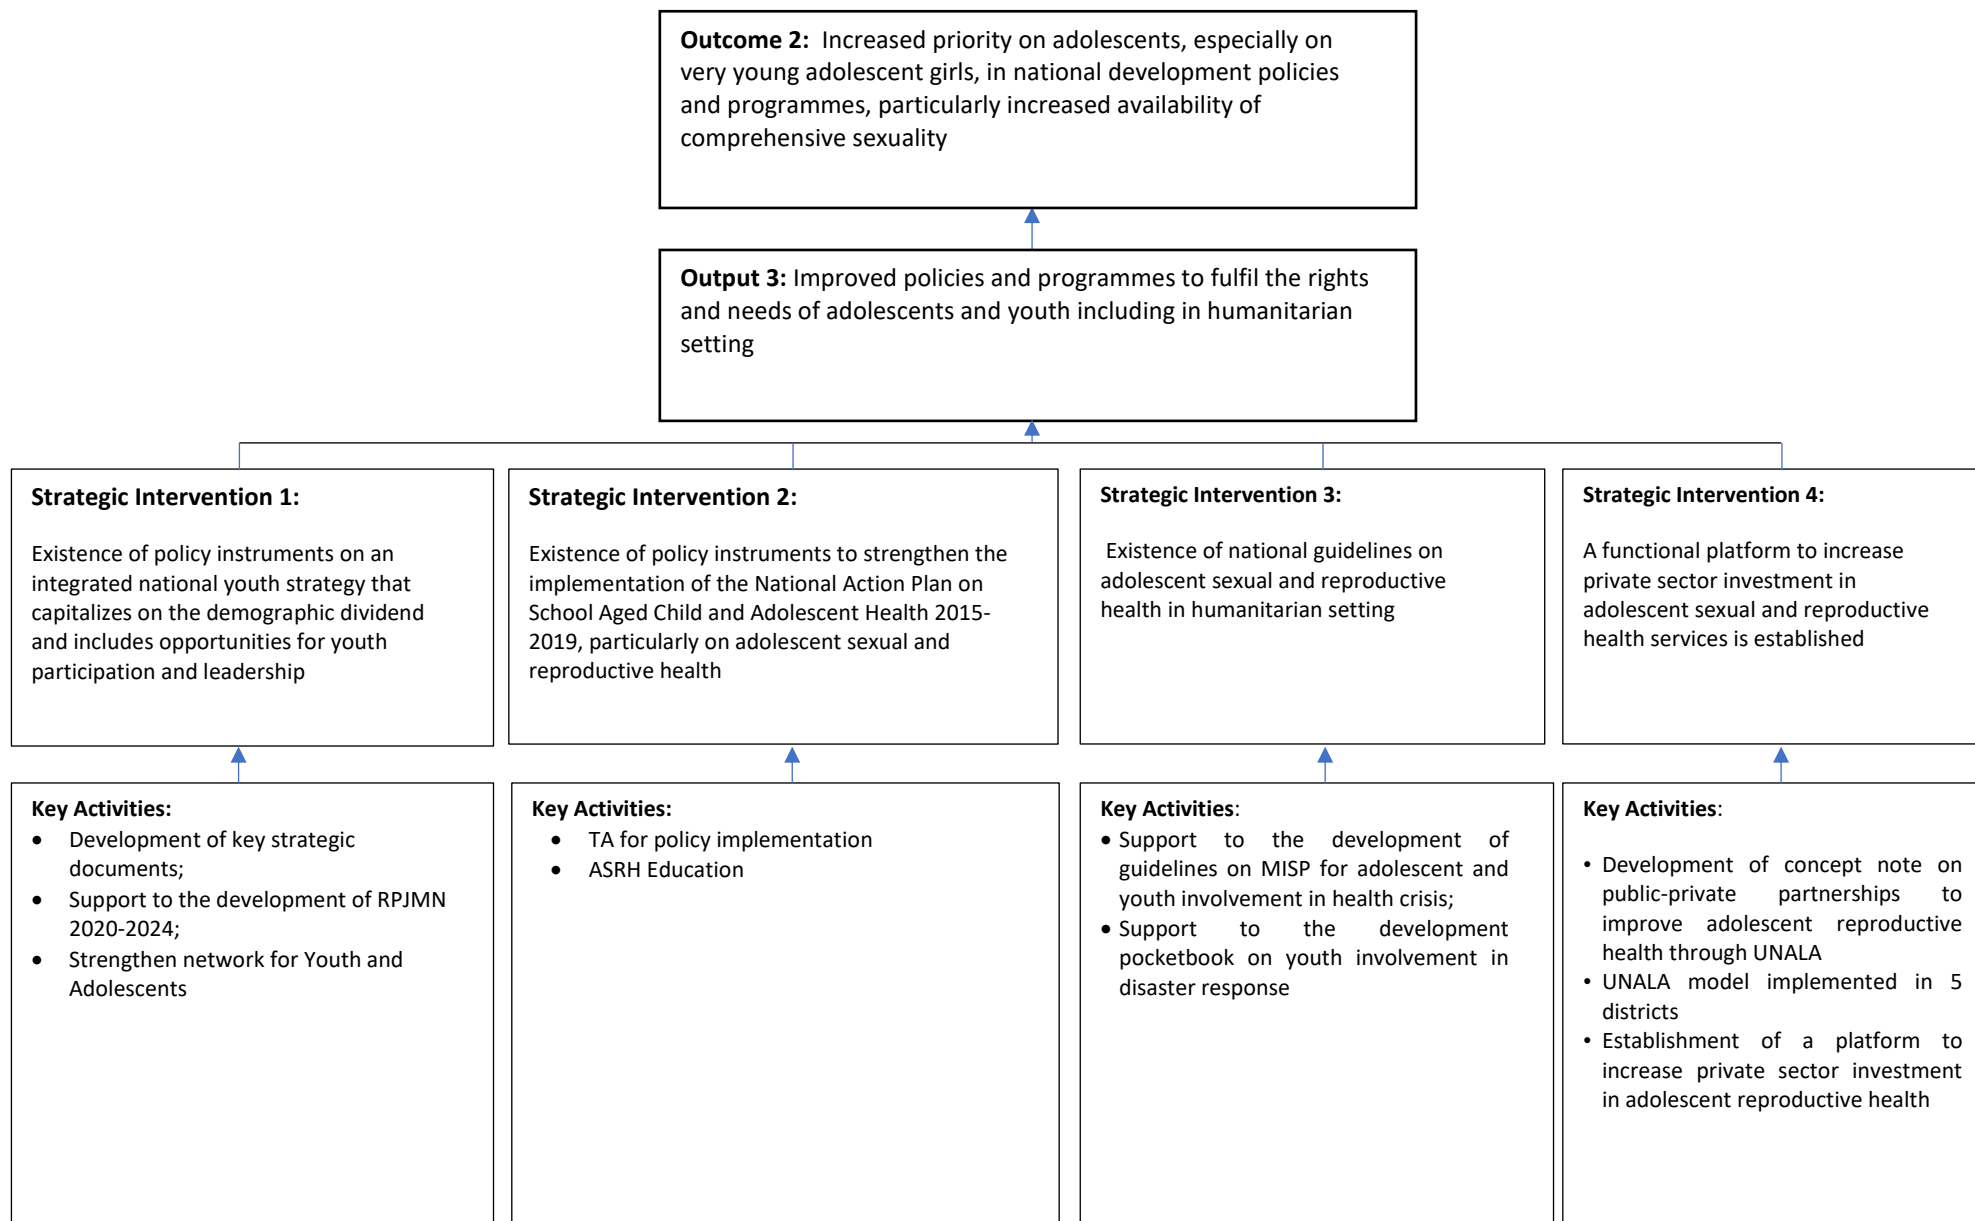 Outcome 2: Increased priority on adolescents, especially on
very young adolescent girls, in national development policies
and programmes, particularly increased availability of
comprehensive sexuality
Output 3: Improved policies and programmes to fulfil the rights
and needs of adolescents and youth including in humanitarian
setting
Strategic Intervention 1:
Existence of policy instruments on an
integrated national youth strategy that
capitalizes on the demographic dividend
and includes opportunities for youth
participation and leadership
Strategic Intervention 2:
Existence of policy instruments to strengthen the
implementation of the National Action Plan on
School Aged Child and Adolescent Health 2015-
2019, particularly on adolescent sexual and
reproductive health
Strategic Intervention 3:
Existence of national guidelines on
adolescent sexual and reproductive
health in humanitarian setting
Strategic Intervention 4:
A functional platform to increase
private sector investment in
adolescent sexual and reproductive
health services is established
Key Activities:
• Development of key strategic
documents;
• Support to the development of RPJMN
2020-2024;
• Strengthen network for Youth and
Adolescents
Key Activities:
• TA for policy implementation
• ASRH Education
Key Activities:
• Support to the development of
guidelines on MISP for adolescent and
youth involvement in health crisis;
• Support to the development
pocketbook on youth involvement in
disaster response
Key Activities:
• Development of concept note on
public-private partnerships to
improve adolescent reproductive
health through UNALA
• UNALA model implemented in 5
districts
• Establishment of a platform to
increase private sector investment
in adolescent reproductive health